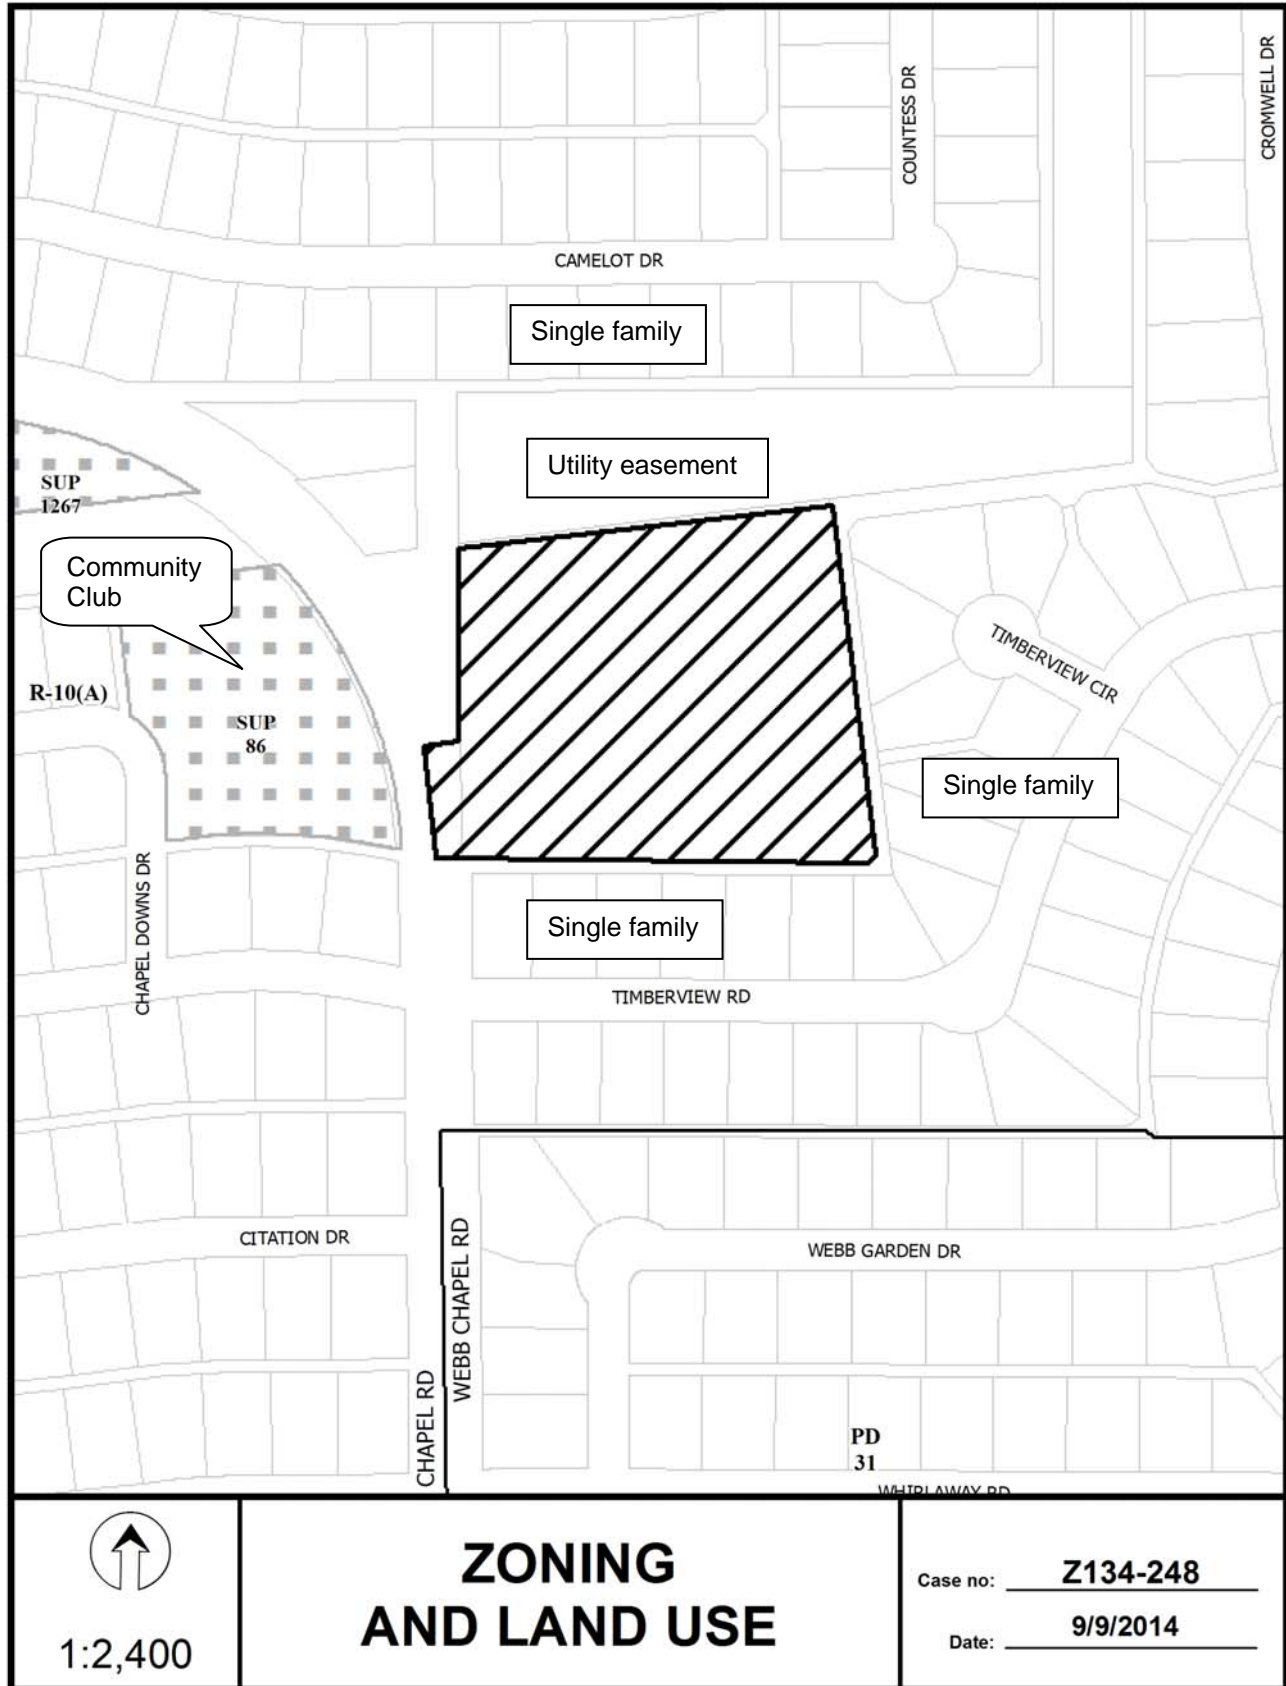 COUNTESS DR
CROMWELL DR
CAMELOT DR
Single family
Utility easement
SUP
1267
Community
Club
TIMBERVIEW CIR
R-10(A)
SUP
86
Single family
CHAPEL DOWNS DR
Single family
TIMBERVIEW RD
CITATION DR
WEBB CHAPEL RD
WEBB GARDEN DR
CHAPEL RD
PD
31
WHIRLAWAY RD
1:2,400
ZONING
AND LAND USE
Case no: Z134-248
Date: 9/9/2014